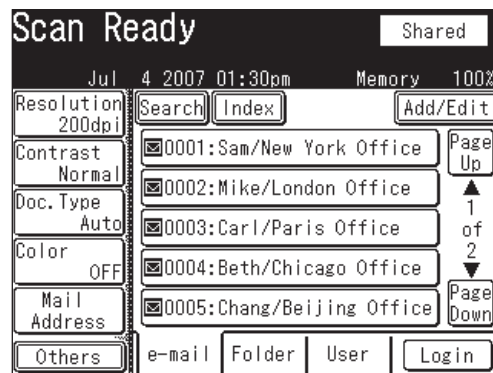 Scan Ready
Shared
Jul 4 2007 01:30pm Memory 100%
Resolution
200dpi
Contrast
Normal
Doc.Type
Auto
Color
OFF
Mail
Address
Others
Search Index Add/Edit
0001:Sam/New York Office
0002:Mike/London Office
0003:Carl/Paris Office
0004:Beth/Chicago Office
0005:Chang/Beijing Office
Page
Up
1
of
2
Page
Down
e-mail Folder User Login